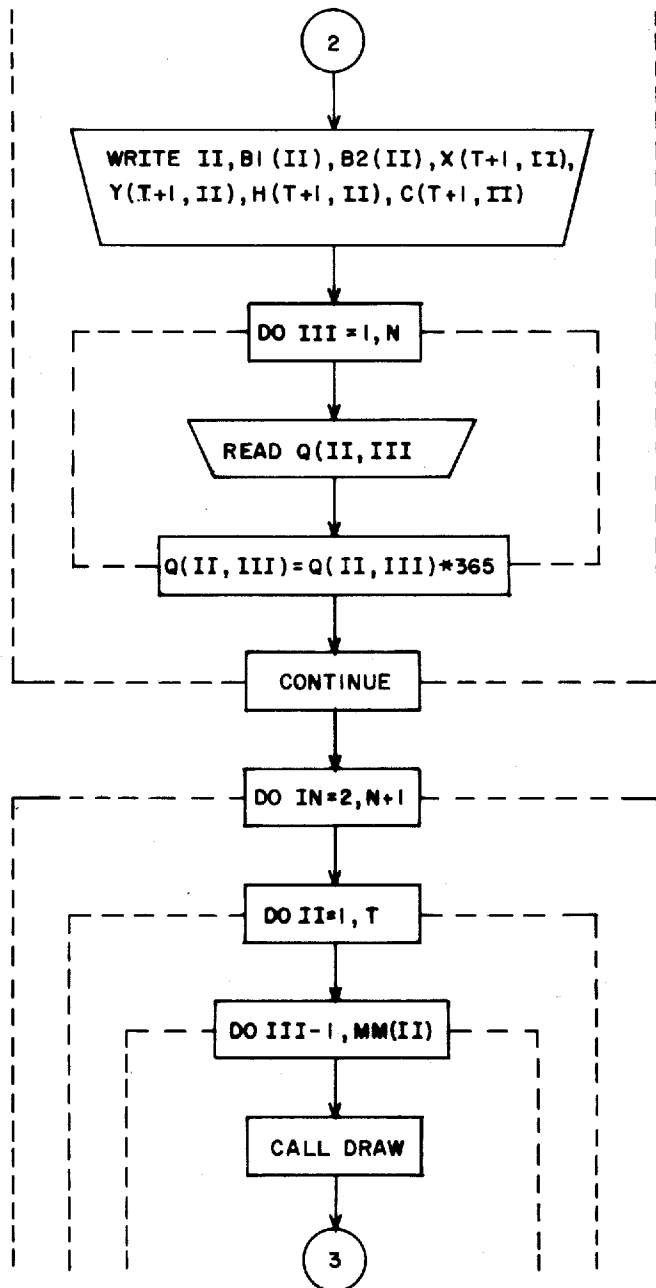 2
WRITE II, B1(II), B2(II), X(T+1, II),
Y(T+1, II), H(T+1, II), C(T+1, II)
DO III = 1, N
READ Q(II, III
Q(II, III) = Q(II, III) * 365
CONTINUE
DO IN = 2, N+1
DO II = 1, T
DO III - 1, MM(II)
CALL DRAW
3